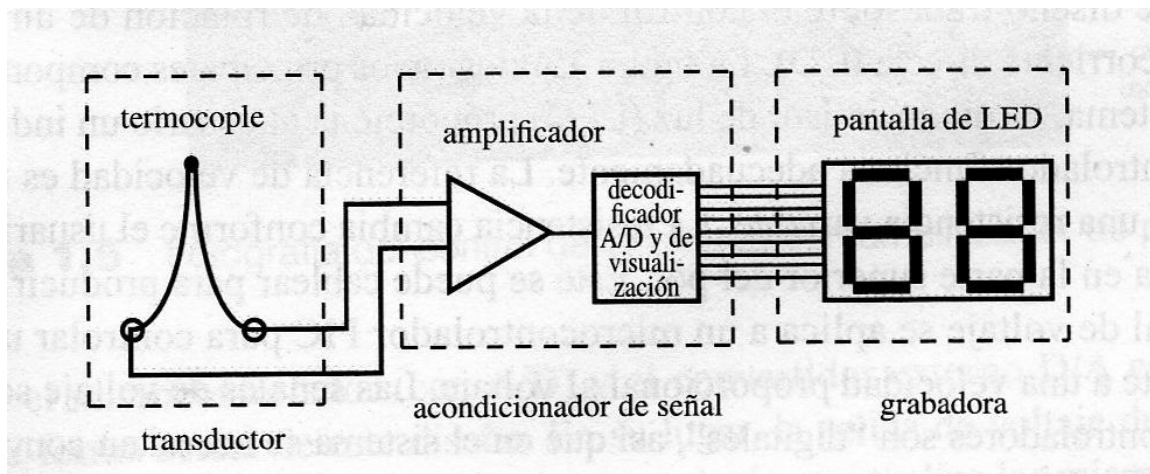 termocople
amplificador
pantalla de LED
decodi-
ficador
A/D y de
visuali-
zación
transductor
acondicionador de señal
grabadora